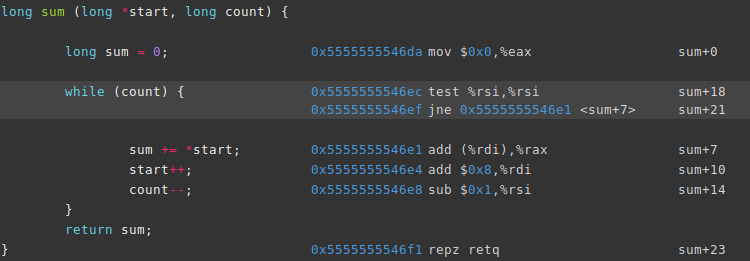 long sum (long *start, long count) {
long sum = 0; 0x5555555546da mov $0x0,%eax sum+0
while (count) { 0x5555555546ec test %rsi,%rsi sum+18
0x5555555546ef jne 0x5555555546e1 <sum+7> sum+21
sum += *start; 0x5555555546e1 add (%rdi),%rax sum+7
start++; 0x5555555546e4 add $0x8,%rdi sum+10
count--; 0x5555555546e8 sub $0x1,%rsi sum+14
}
return sum;
} 0x5555555546f1 repz retq sum+23